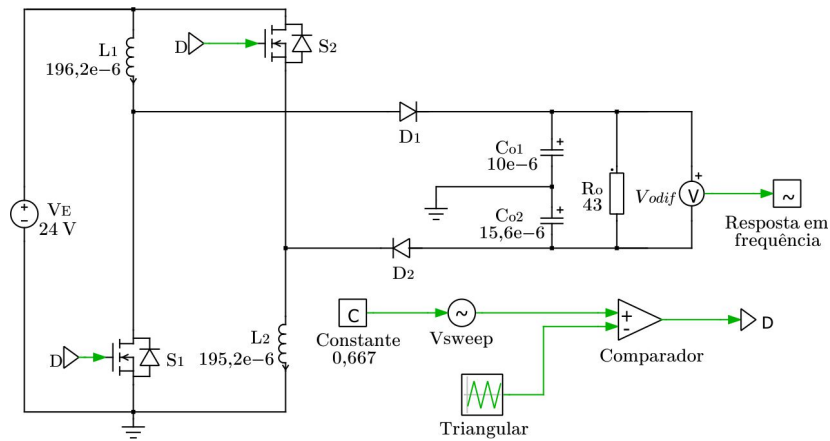 L1
196,2e−6
D
S2
D1
Co1
10e−6
Ro
43
Vodif
V
~
Resposta em
frequência
VE
24 V
Co2
15,6e−6
D2
C
Constante
0,667
~
Vsweep
Comparador
D
L2
195,2e−6
D
S1
Triangular